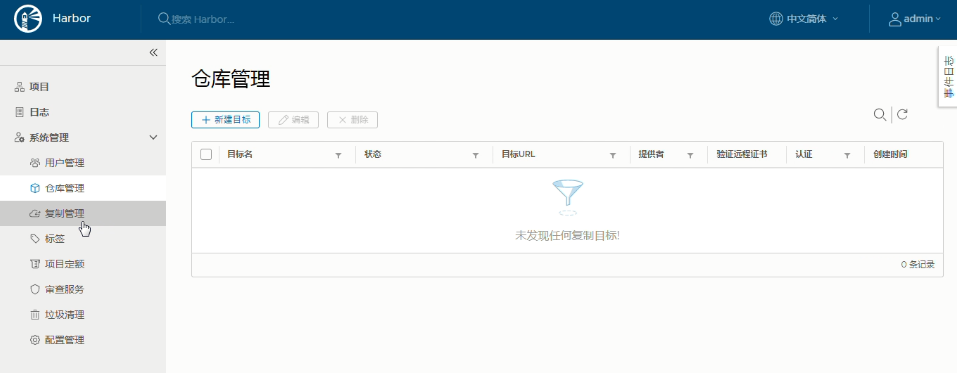 Harbor
搜索 Harbor...
中文简体
admin
事件日志
项目
日志
系统管理
用户管理
仓库管理
复制管理
标签
项目定额
审查服务
垃圾清理
配置管理
仓库管理
新建目标
编辑
删除
目标名 状态 目标URL 提供者 验证远程证书 认证 创建时间
未发现任何复制目标!
0 条记录